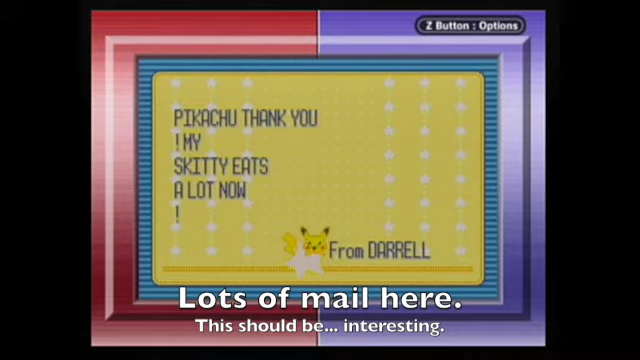 Z Button : Options
PIKACHU THANK YOU
! MY
SKITTY EATS
A LOT NOW
!
From DARRELL
Lots of mail here.
This should be... interesting.